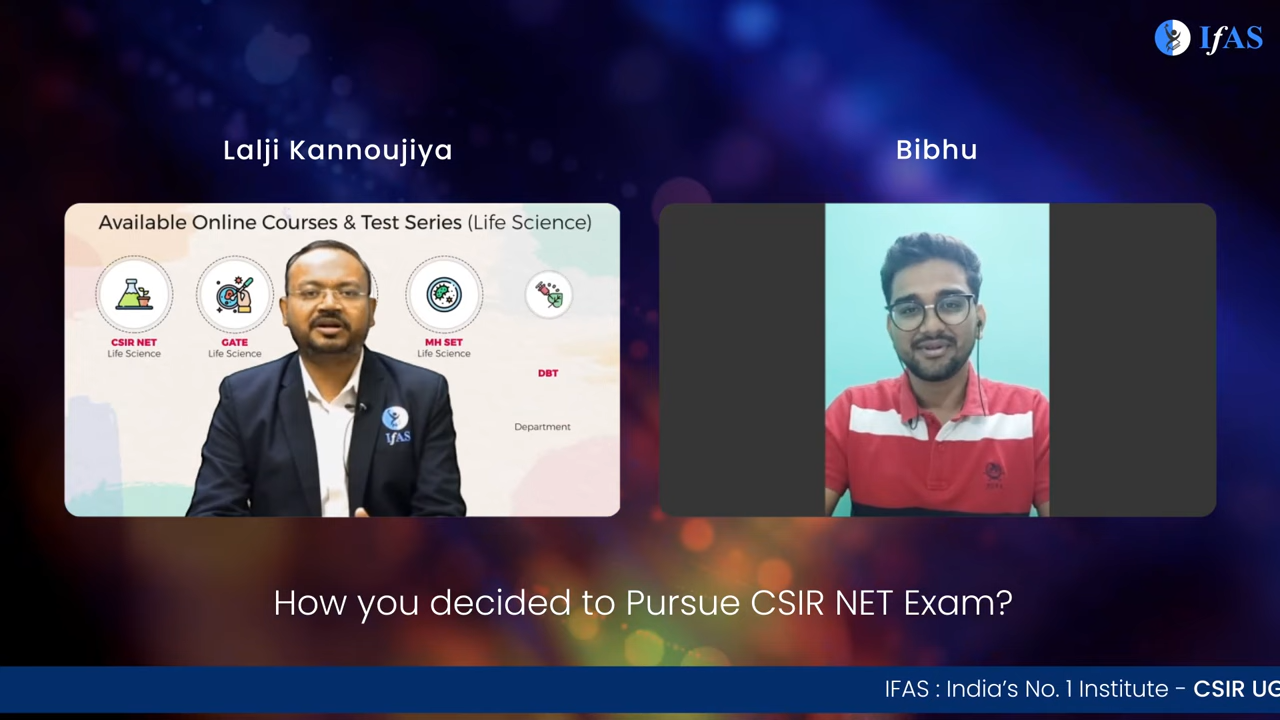 IfAS
Lalji Kannoujiya
Bibhu
Available Online Courses & Test Series (Life Science)
CSIR NET
Life Science
GATE
Life Science
MH SET
Life Science
DBT
Department
IfAS
How you decided to Pursue CSIR NET Exam?
IFAS : India's No. 1 Institute - CSIR UG